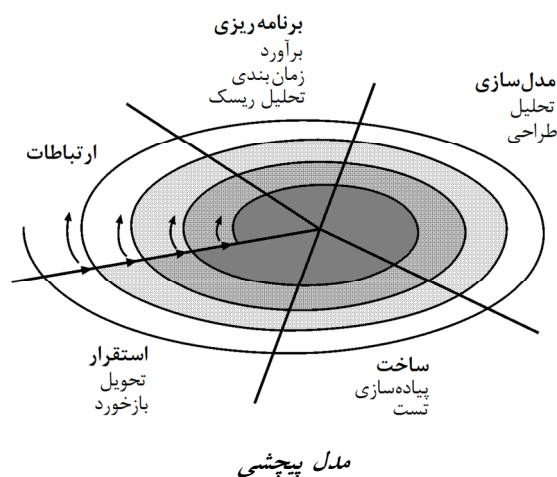 برنامه‌ریزی
برآورد
زمان‌بندی
تحلیل ریسک
مدل‌سازی
تحلیل
طراحی
ارتباطات
استقرار
تحویل
بازخورد
ساخت
پیاده‌سازی
تست
مدل پیچشی